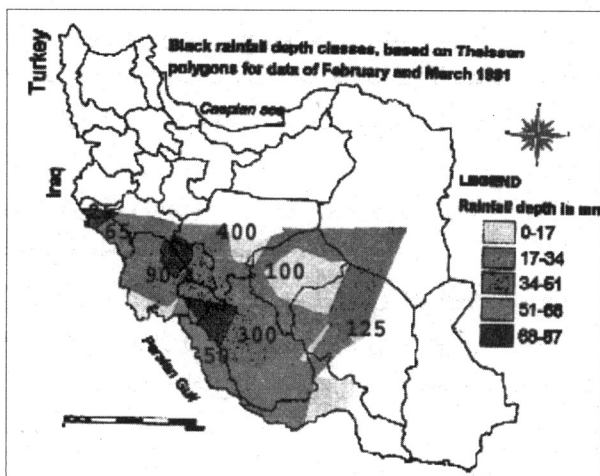 Black rainfall depth classes, based on Theissen
polygons for data of February and March 1991
Turkey
Caspian sea
Iraq
65
400
90
100
300
125
50
Persian Gulf
LEGEND
Rainfall depth in mm
0-17
17-34
34-51
51-68
68-87